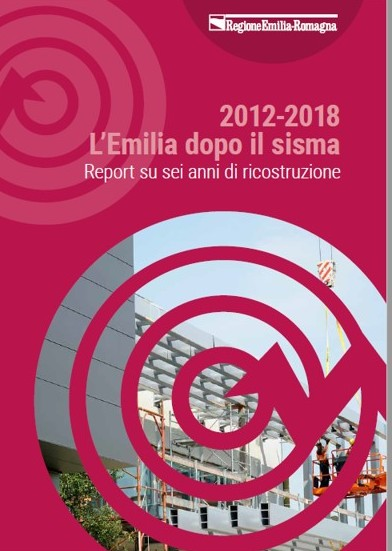 RegioneEmilia-Romagna
2012-2018
L'Emilia dopo il sisma
Report su sei anni di ricostruzione